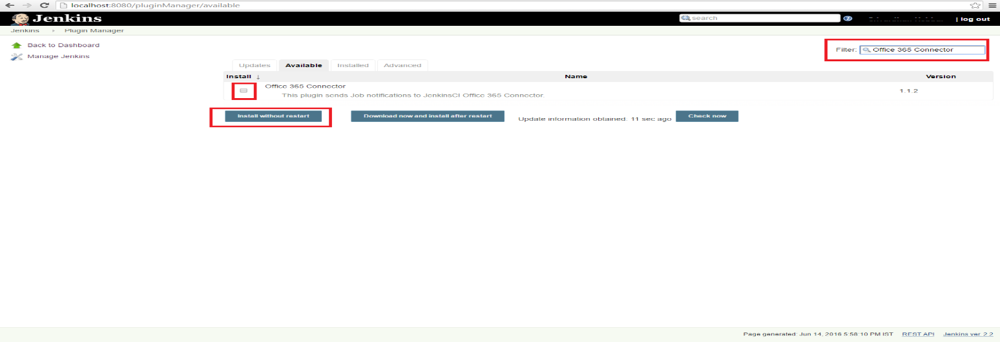 localhost:8080/pluginManager/available
Jenkins
search
| log out
Jenkins
Plugin Manager
Back to Dashboard
Manage Jenkins
Filter: Office 365 Connector
Updates Available Installed Advanced
Install ↓ Name Version
Office 365 Connector
This plugin sends Job notifications to JenkinsCI Office 365 Connector.
1.1.2
Install without restart
Download now and install after restart
Update information obtained: 11 sec ago
Check now
Page generated: Jun 14, 2016 5:58:10 PM IST REST API Jenkins ver. 2.2